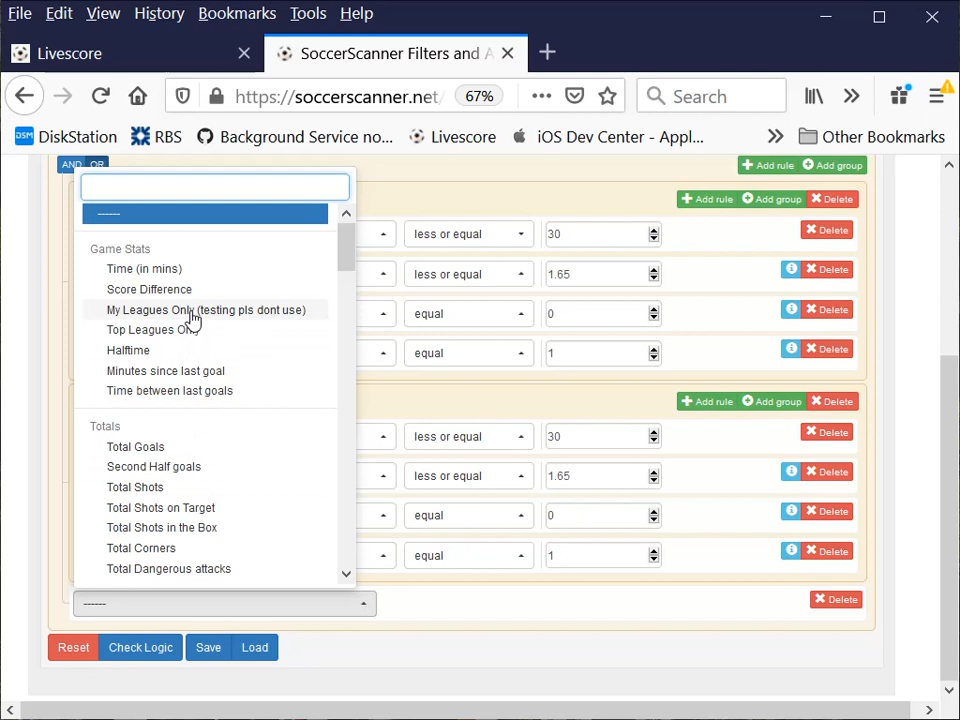 File Edit View History Bookmarks Tools Help
Livescore
SoccerScanner Filters and A
https://soccerscanner.net/ 67% Search
DiskStation RBS Background Service no... Livescore iOS Dev Center - Appl... Other Bookmarks
AND OR Add rule Add group
------
Add rule Add group Delete
less or equal 30 Delete
Game Stats
Time (in mins)
less or equal 1.65 Delete
Score Difference
My Leagues Only (testing pls dont use)
equal 0 Delete
Top Leagues Only
Halftime
equal 1 Delete
Minutes since last goal
Time between last goals
Add rule Add group Delete
Totals
less or equal 30 Delete
Total Goals
Second Half goals
less or equal 1.65 Delete
Total Shots
Total Shots on Target
equal 0 Delete
Total Shots in the Box
Total Corners
equal 1 Delete
Total Dangerous attacks
------ Delete
Reset Check Logic Save Load